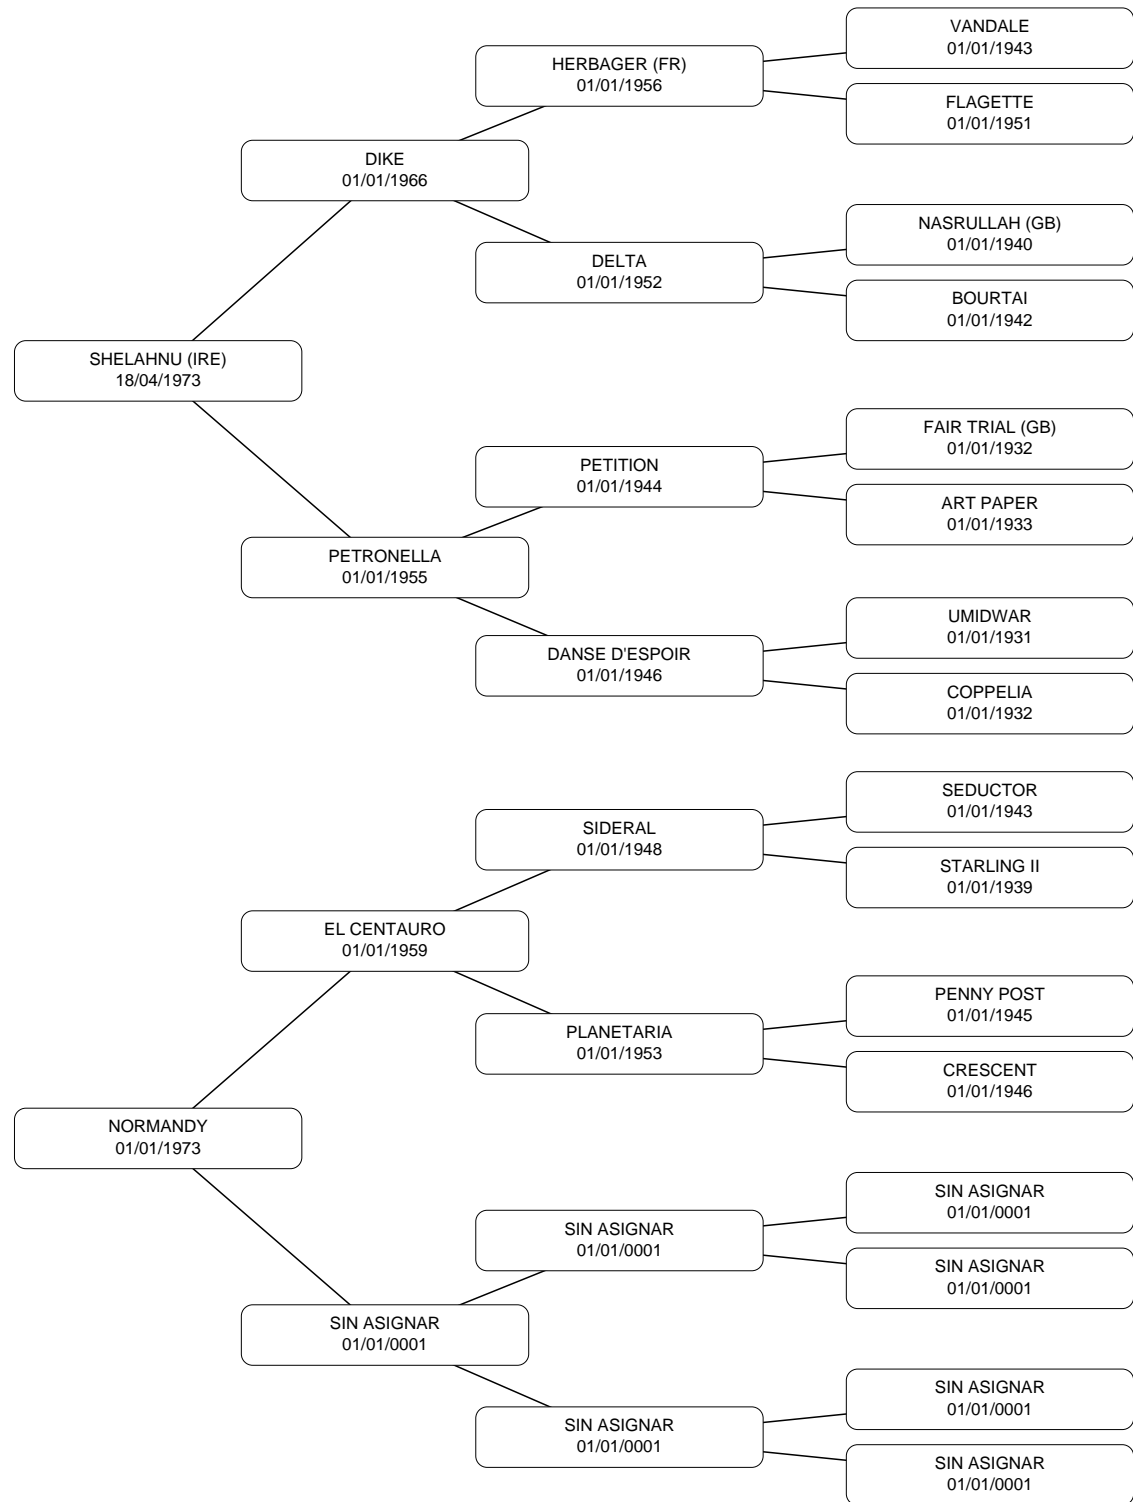 VANDALE
01/01/1943
HERBAGER (FR)
01/01/1956
FLAGETTE
01/01/1951
DIKE
01/01/1966
NASRULLAH (GB)
01/01/1940
DELTA
01/01/1952
BOURTAI
01/01/1942
SHELAHNU (IRE)
18/04/1973
FAIR TRIAL (GB)
01/01/1932
PETITION
01/01/1944
ART PAPER
01/01/1933
PETRONELLA
01/01/1955
UMIDWAR
01/01/1931
DANSE D'ESPOIR
01/01/1946
COPPELIA
01/01/1932
SEDUCTOR
01/01/1943
SIDERAL
01/01/1948
STARLING II
01/01/1939
EL CENTAURO
01/01/1959
PENNY POST
01/01/1945
PLANETARIA
01/01/1953
CRESCENT
01/01/1946
NORMANDY
01/01/1973
SIN ASIGNAR
01/01/0001
SIN ASIGNAR
01/01/0001
SIN ASIGNAR
01/01/0001
SIN ASIGNAR
01/01/0001
SIN ASIGNAR
01/01/0001
SIN ASIGNAR
01/01/0001
SIN ASIGNAR
01/01/0001